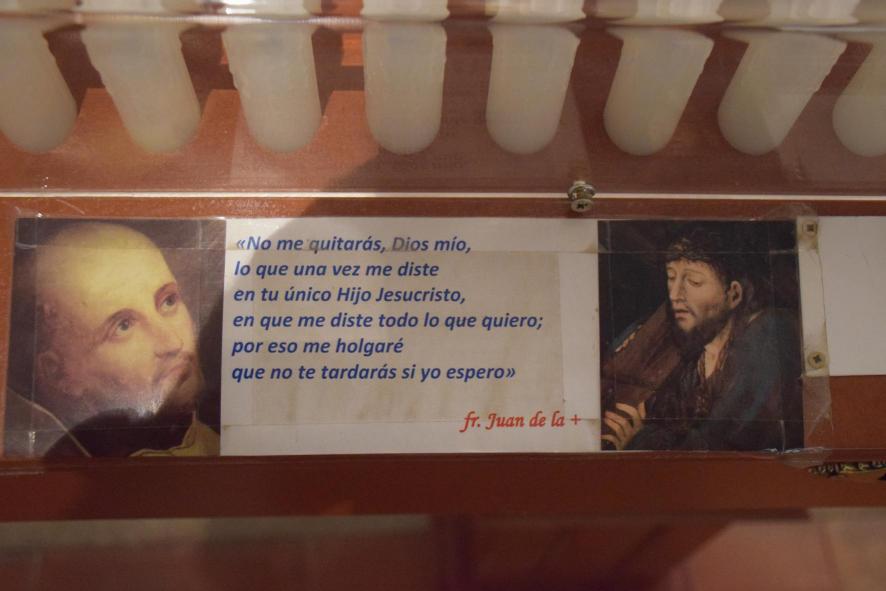 «No me quitarás, Dios mío,
lo que una vez me diste
en tu único Hijo Jesucristo,
en que me diste todo lo que quiero;
por eso me holgaré
que no te tardarás si yo espero»
fr. Juan de la +